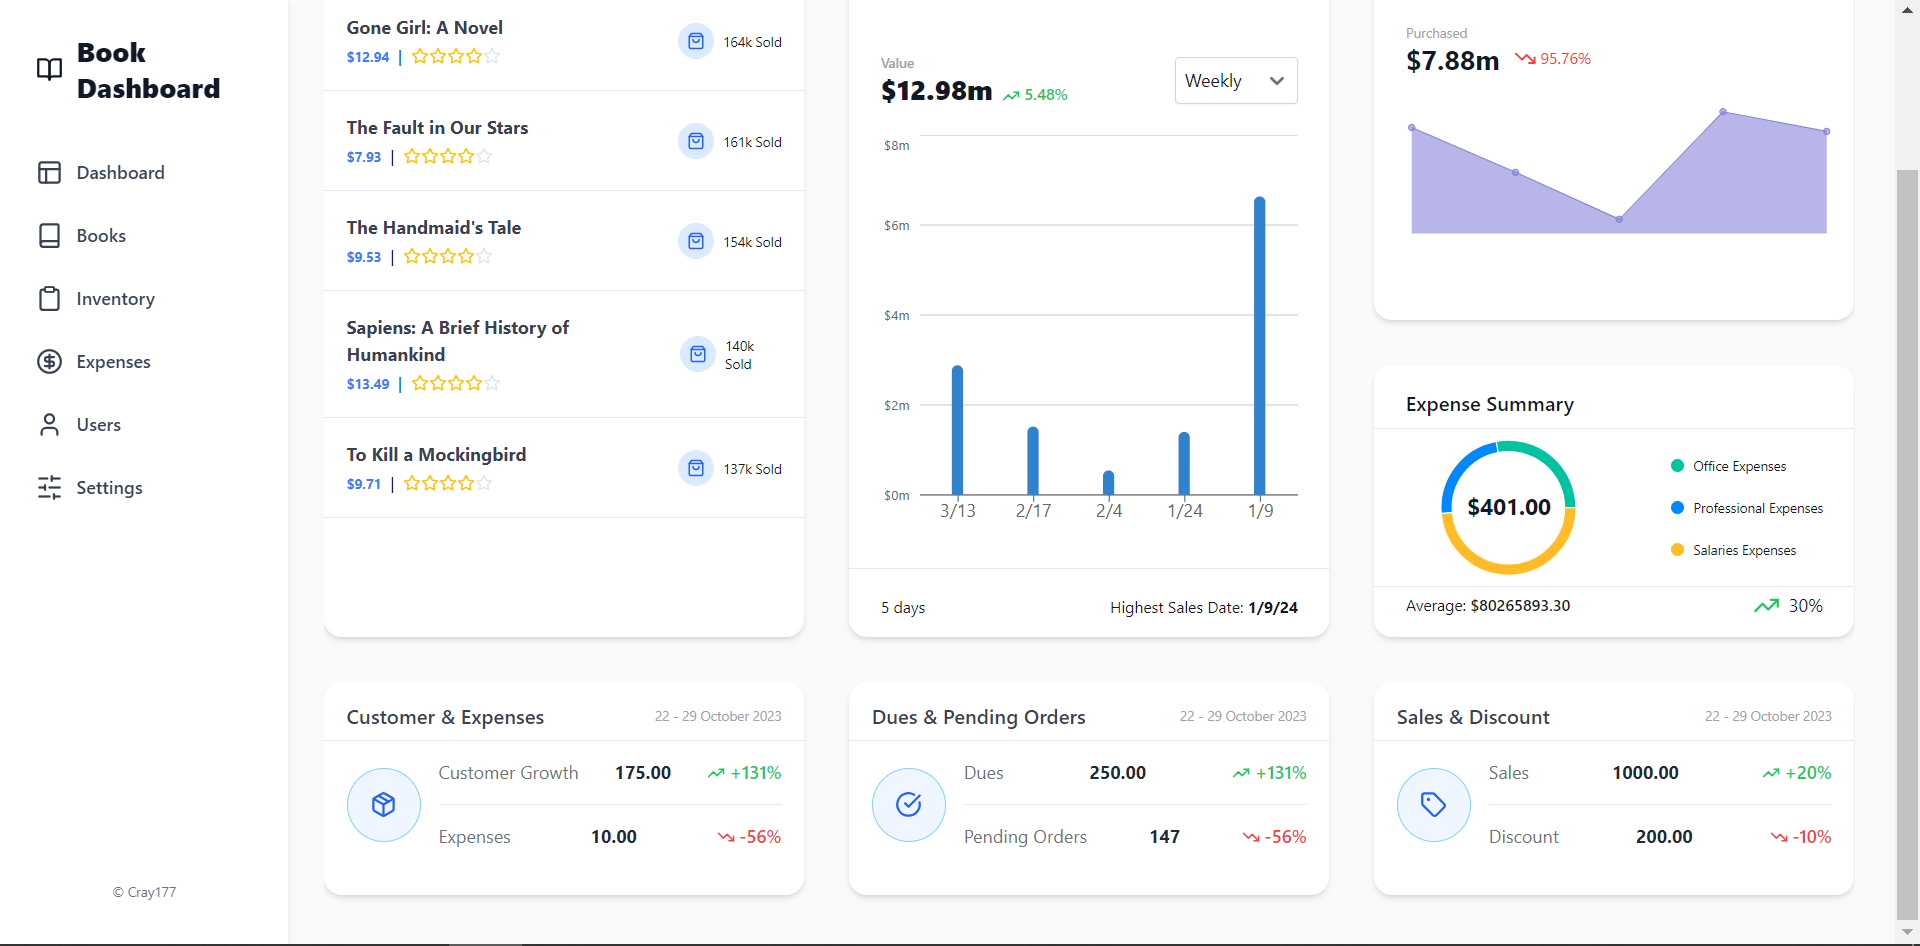 Book
Dashboard
Dashboard
Books
Inventory
Expenses
Users
Settings
© Cray177
Gone Girl: A Novel
$12.94 |
164k Sold
The Fault in Our Stars
$7.93 |
161k Sold
The Handmaid's Tale
$9.53 |
154k Sold
Sapiens: A Brief History of
Humankind
$13.49 |
140k
Sold
To Kill a Mockingbird
$9.71 |
137k Sold
Value
$12.98m 5.48%
Weekly
$8m
$6m
$4m
$2m
$0m
3/13 2/17 2/4 1/24 1/9
5 days
Highest Sales Date: 1/9/24
Purchased
$7.88m 95.76%
Expense Summary
$401.00
Office Expenses
Professional Expenses
Salaries Expenses
Average: $80265893.30
30%
Customer & Expenses
22 - 29 October 2023
Customer Growth 175.00 +131%
Expenses 10.00 -56%
Dues & Pending Orders
22 - 29 October 2023
Dues 250.00 +131%
Pending Orders 147 -56%
Sales & Discount
22 - 29 October 2023
Sales 1000.00 +20%
Discount 200.00 -10%